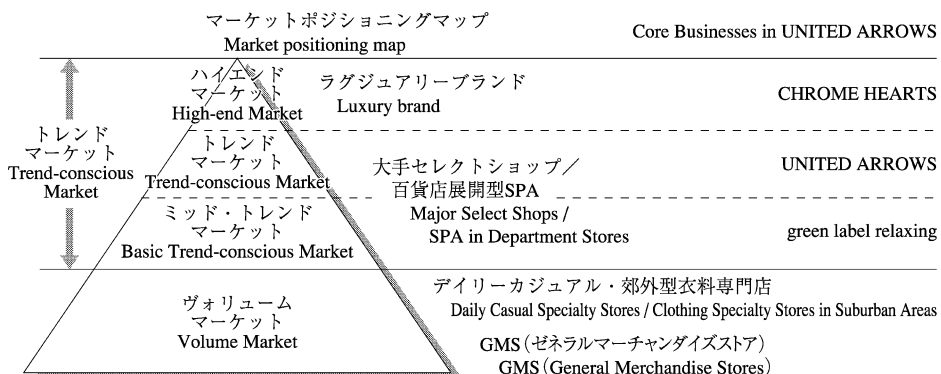 マーケットポジショニングマップ
Market positioning map
Core Businesses in UNITED ARROWS
トレンド
マーケット
Trend-conscious
Market
ハイエンド
マーケット
High-end Market
ラグジュアリーブランド
Luxury brand
CHROME HEARTS
トレンド
マーケット
Trend-conscious Market
大手セレクトショップ／
百貨店展開型SPA
Major Select Shops /
SPA in Department Stores
UNITED ARROWS
ミッド・トレンド
マーケット
Basic Trend-conscious Market
green label relaxing
ヴォリューム
マーケット
Volume Market
デイリーカジュアル・郊外型衣料専門店
Daily Casual Specialty Stores / Clothing Specialty Stores in Suburban Areas
GMS（ゼネラルマーチャンダイズストア）
GMS（General Merchandise Stores）